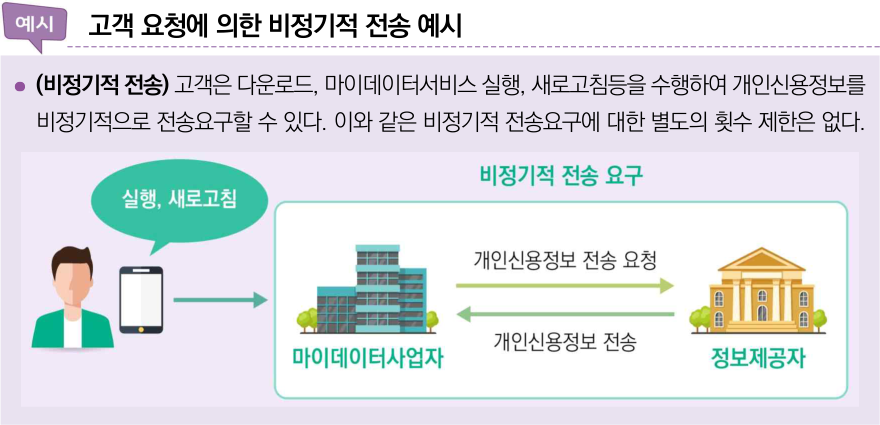 예시
고객 요청에 의한 비정기적 전송 예시
• (비정기적 전송) 고객은 다운로드, 마이데이터서비스 실행, 새로고침등을 수행하여 개인신용정보를
비정기적으로 전송요구할 수 있다. 이와 같은 비정기적 전송요구에 대한 별도의 횟수 제한은 없다.
비정기적 전송 요구
실행, 새로고침
개인신용정보 전송 요청
개인신용정보 전송
마이데이터사업자
정보제공자